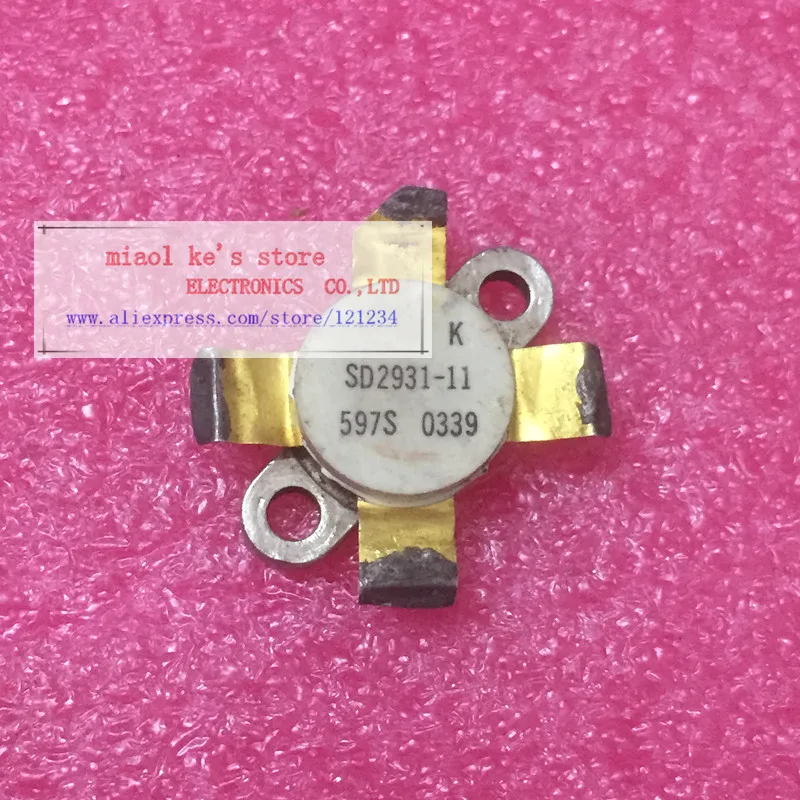 miaol ke's store
ELECTRONICS CO.,LTD
www.aliexpress.com/store/121234
K
SD2931-11
597S 0339